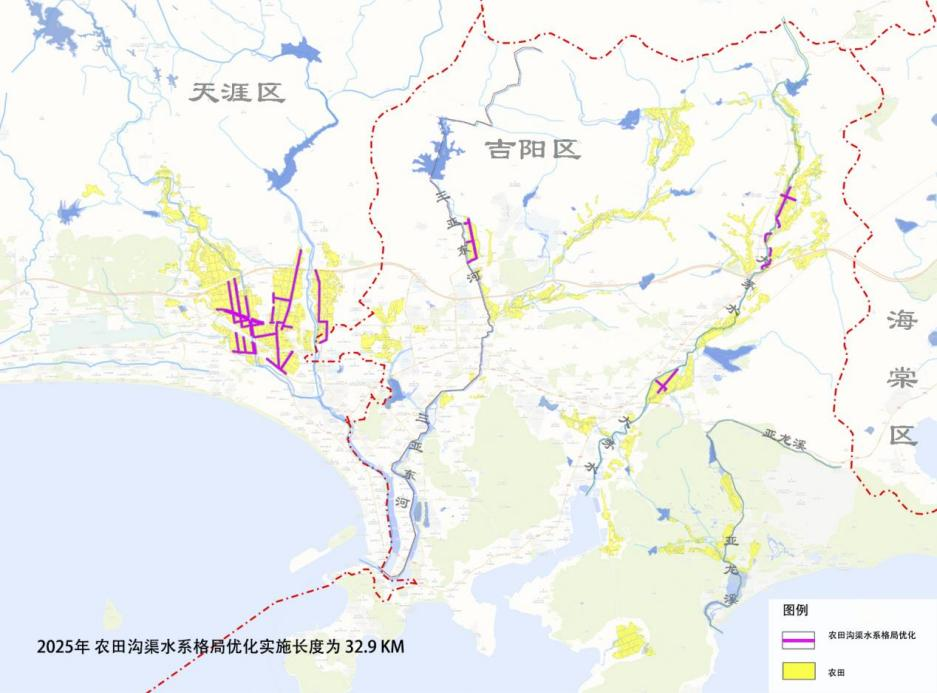 天涯区
吉阳区
三亚东河
海棠区
大茅水
三亚东河
大茅水
亚龙溪
亚龙溪
2025年 农田沟渠水系格局优化实施长度为 32.9 KM
图例
农田沟渠水系格局优化
农田